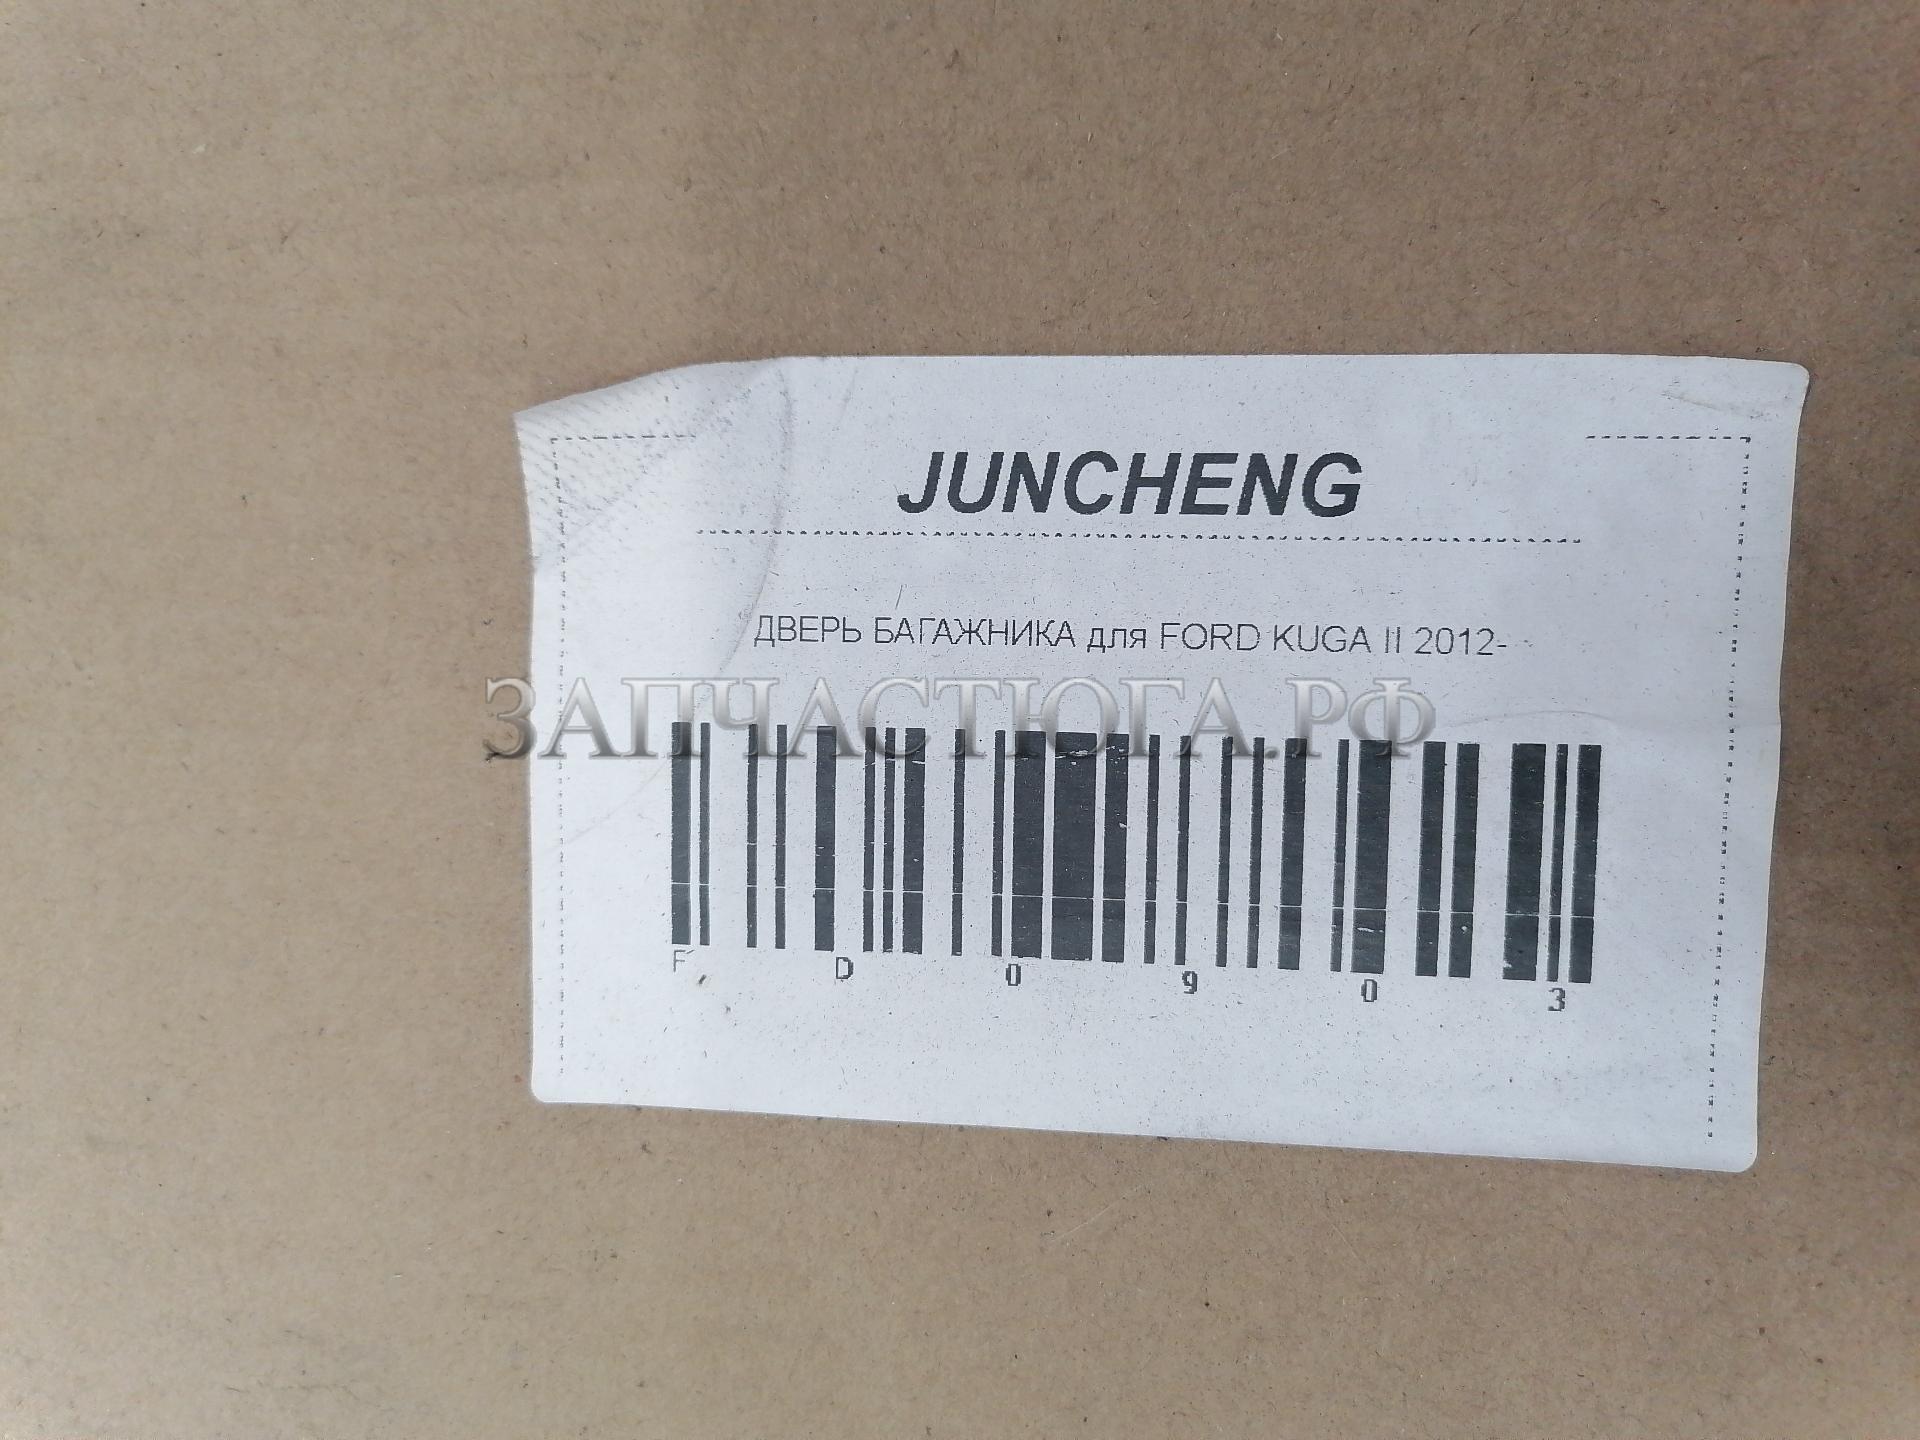 JUNCHENG
ДВЕРЬ БАГАЖНИКА для FORD KUGA II 2012-
ЗАПЧАСТЮГА.РФ
F D 0 9 0 3